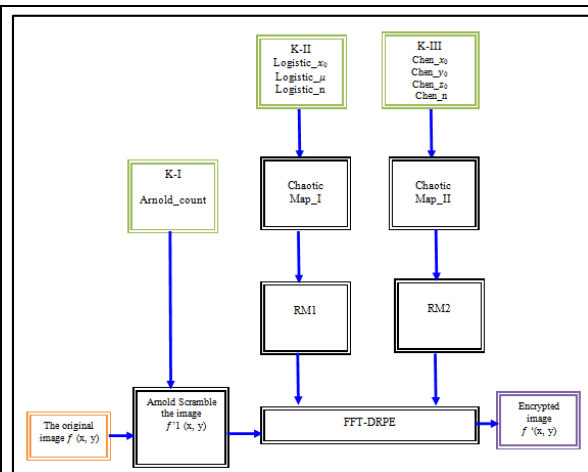 K-II
Logistic_x₀
Logistic_μ
Logistic_n
K-III
Chen_x₀
Chen_y₀
Chen_z₀
Chen_n
K-I
Arnold_count
Chaotic
Map_I
Chaotic
Map_II
RM1
RM2
The original
image f (x, y)
Arnold Scramble
the image
f'1 (x, y)
FFT-DRPE
Encrypted
image
f '(x, y)